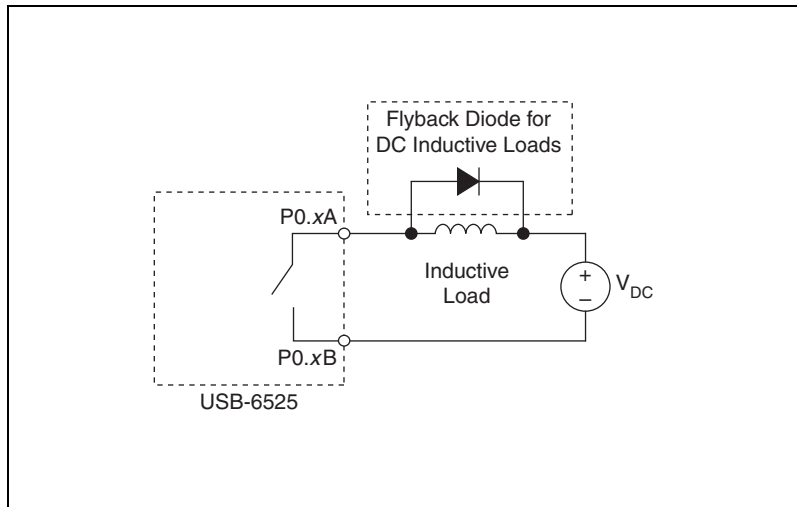 Flyback Diode for
DC Inductive Loads
P0.xA
Inductive
Load
+
–
VDC
P0.xB
USB-6525